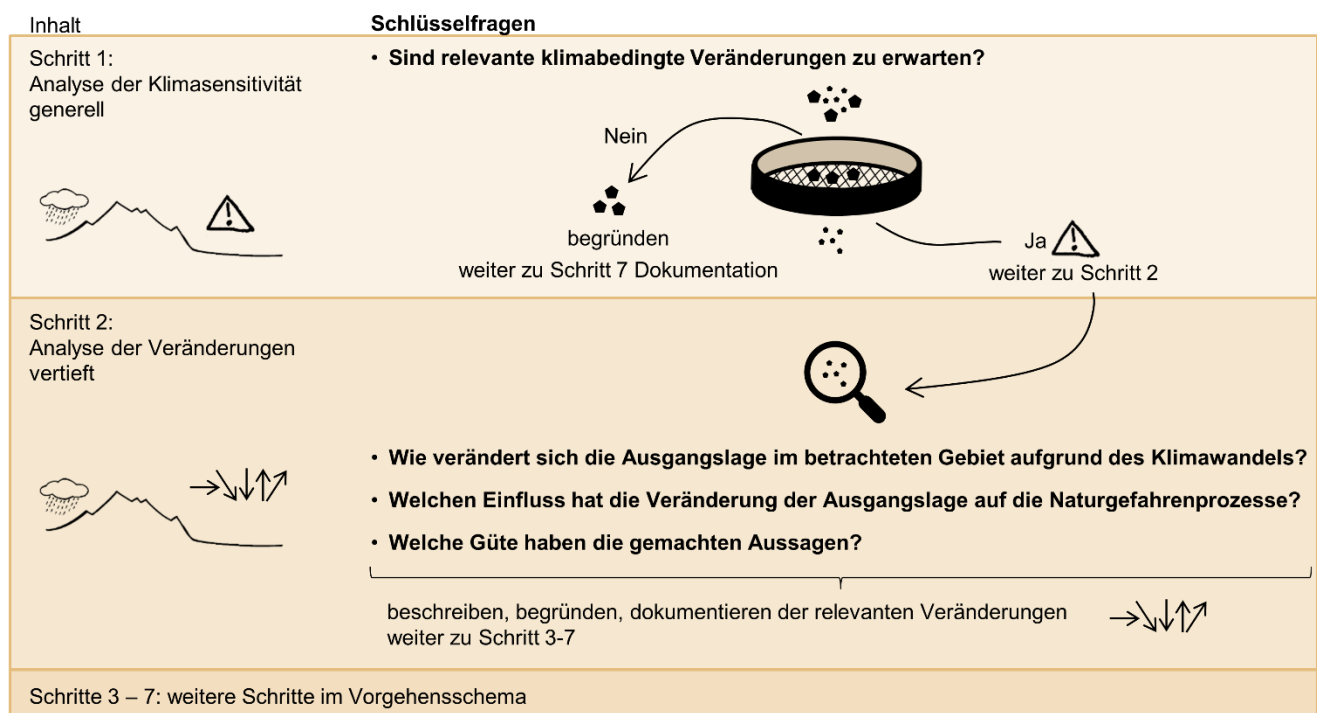 Inhalt
Schlüsselfragen
Schritt 1:
Analyse der Klimasensitivität
generell
• Sind relevante klimabedingte Veränderungen zu erwarten?
Nein
begründen
weiter zu Schritt 7 Dokumentation
Ja
weiter zu Schritt 2
Schritt 2:
Analyse der Veränderungen
vertieft
• Wie verändert sich die Ausgangslage im betrachteten Gebiet aufgrund des Klimawandels?
• Welchen Einfluss hat die Veränderung der Ausgangslage auf die Naturgefahrenprozesse?
• Welche Güte haben die gemachten Aussagen?
beschreiben, begründen, dokumentieren der relevanten Veränderungen
weiter zu Schritt 3-7
Schritte 3 – 7: weitere Schritte im Vorgehensschema